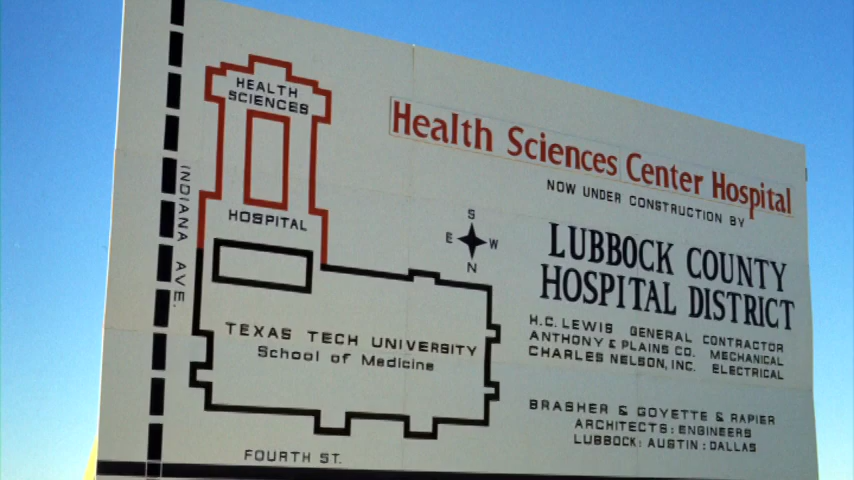 HEALTH
SCIENCES
HOSPITAL
INDIANA AVE.
TEXAS TECH UNIVERSITY
School of Medicine
FOURTH ST.
Health Sciences Center Hospital
NOW UNDER CONSTRUCTION BY
S
E W
N
LUBBOCK COUNTY
HOSPITAL DISTRICT
H.C. LEWIS GENERAL CONTRACTOR
ANTHONY & PLAINS CO. MECHANICAL
CHARLES NELSON, INC. ELECTRICAL
BRASHER & GOYETTE & RAPIER
ARCHITECTS : ENGINEERS
LUBBOCK : AUSTIN : DALLAS